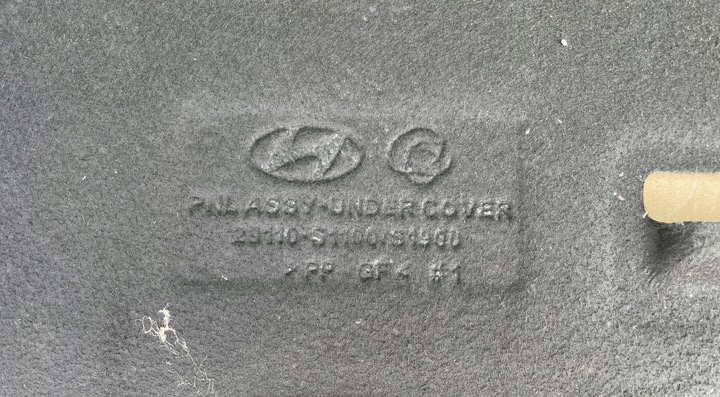 PNL ASSY-UNDER COVER
29110-S1100/S1900
>PP GF< #1